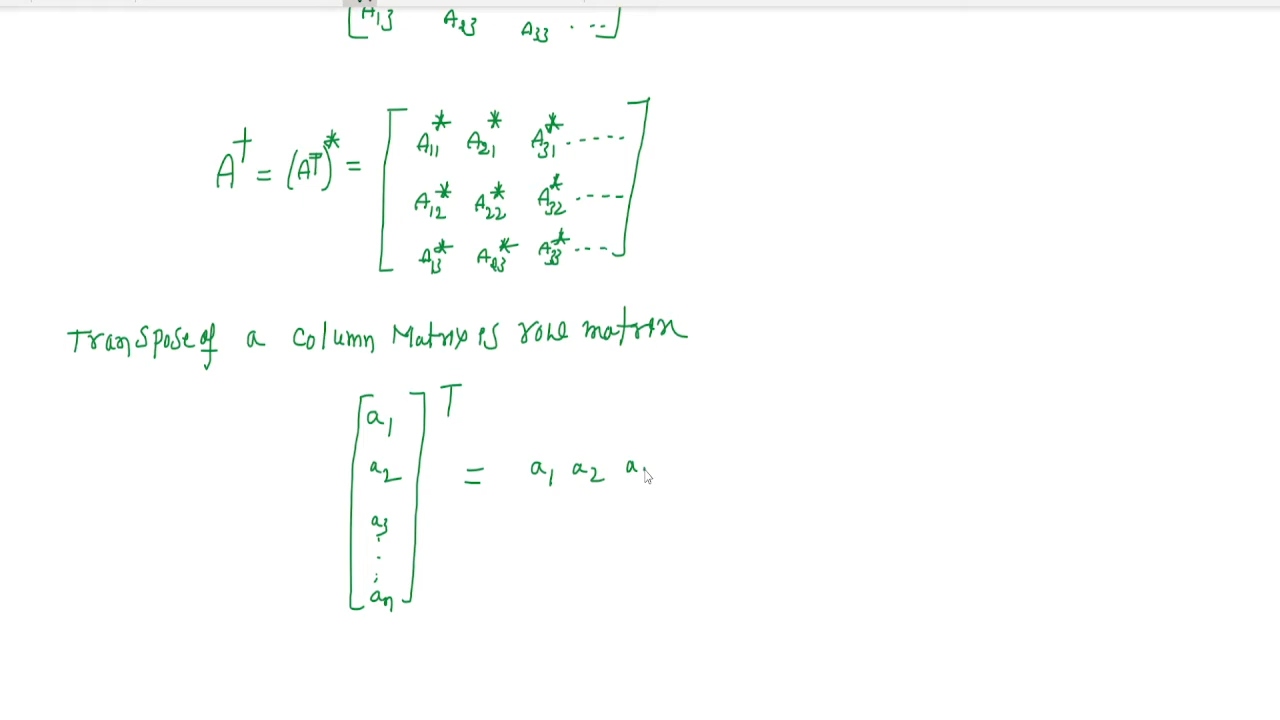 A13 A23 A33 . ..
A† = (Aᵀ)* = [ A11* A21* A31* .....
A12* A22* A32* ....
A13* A23* A33* ... ]
Transpose of a Column Matrix is rowe matrix
[ a1 ] T
a2 = a1 a2 a
a3
.
.
an